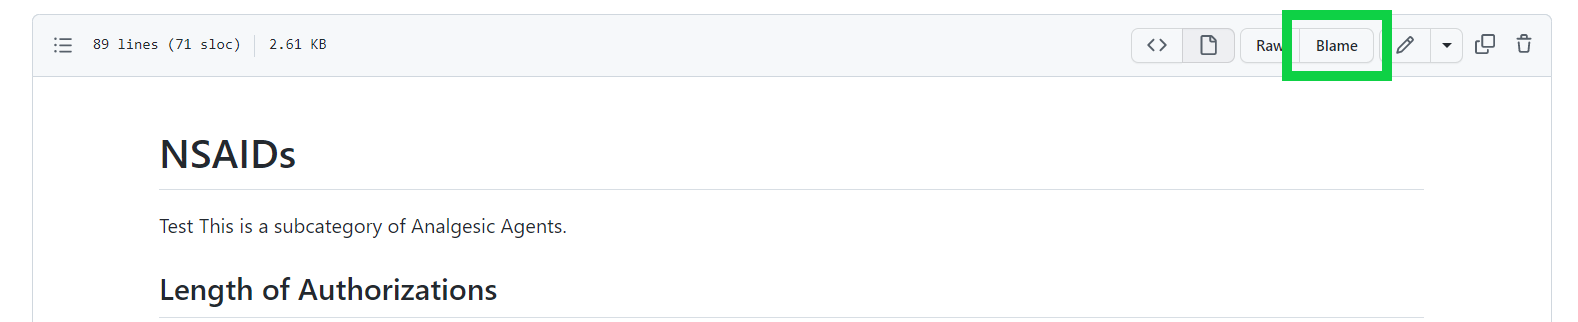 89 lines (71 sloc) 2.61 KB Raw Blame
NSAIDs
Test This is a subcategory of Analgesic Agents.
Length of Authorizations